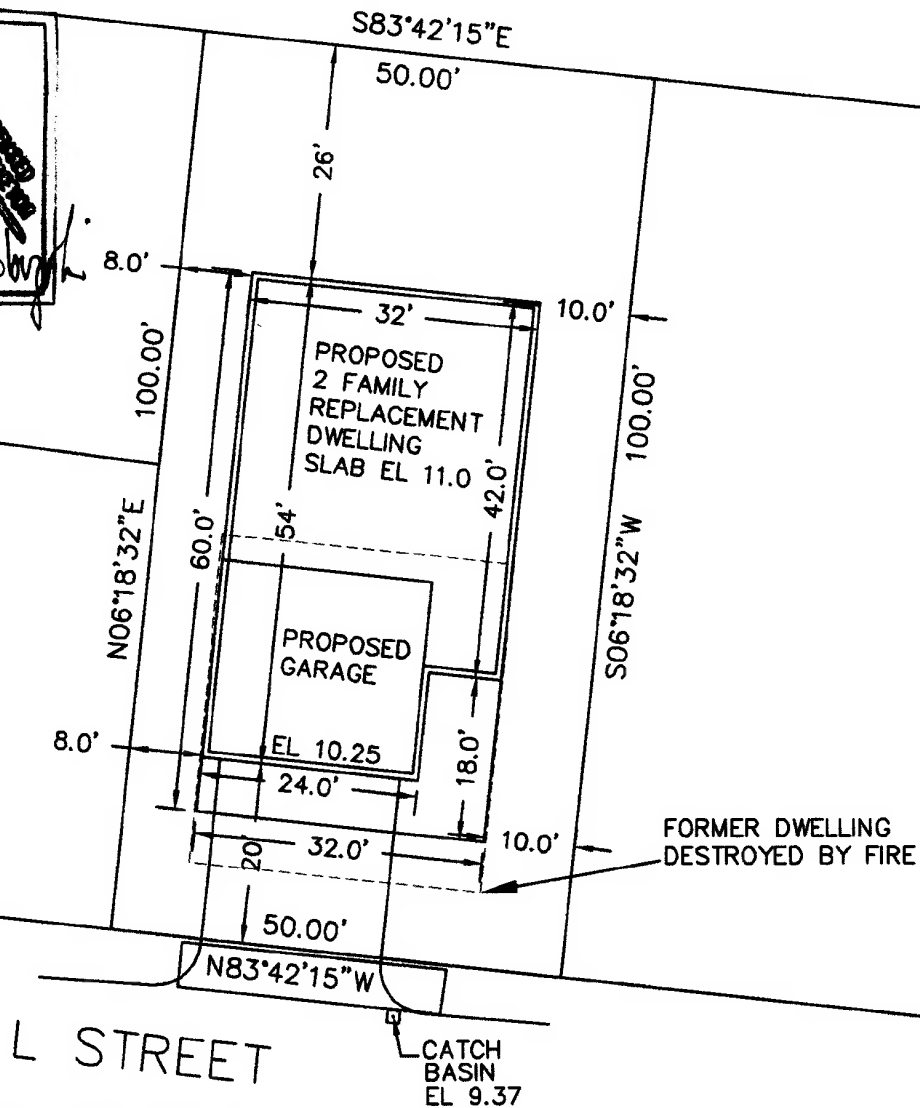 S83°42'15"E
50.00'
26'
8.0'
10.0'
32'
100.00'
100.00'
PROPOSED
2 FAMILY
REPLACEMENT
DWELLING
SLAB EL 11.0
42.0'
60.0'
54'
N06°18'32"E
S06°18'32"W
PROPOSED
GARAGE
8.0'
EL 10.25
24.0'
18.0'
32.0'
10.0'
20'
FORMER DWELLING
DESTROYED BY FIRE
50.00'
N83°42'15"W
L STREET
CATCH
BASIN
EL 9.37